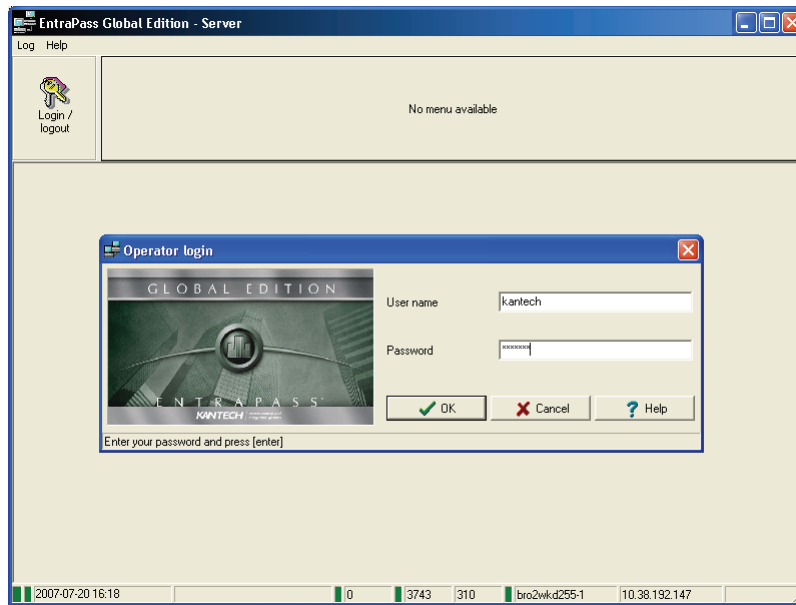 EntraPass Global Edition - Server
Log Help
Login /
logout
No menu available
Operator login
GLOBAL EDITION
ENTRAPASS
KANTECH
User name
kantech
Password
*******
OK
Cancel
Help
Enter your password and press [enter]
2007-07-20 16:18
0
3743
310
bro2wkd255-1
10.38.192.147